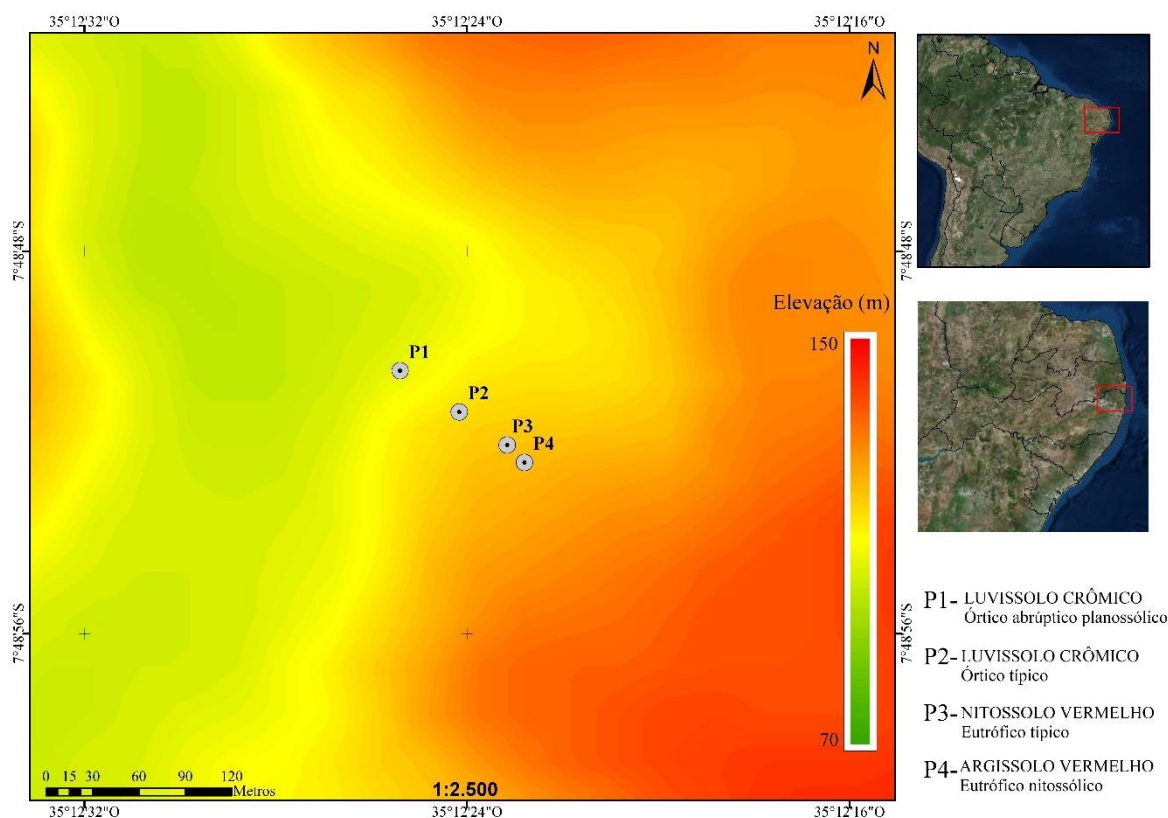 35°12'32"O 35°12'24"O 35°12'16"O
N
7°48'48"S 7°48'48"S
Elevação (m)
150
P1
P2
P3
P4
7°48'56"S 7°48'56"S
70
0 15 30 60 90 120
Metros
1:2.500
35°12'32"O 35°12'24"O 35°12'16"O
P1- LUVISSOLO CRÔMICO
Órtico abrúptico planossólico
P2- LUVISSOLO CRÔMICO
Órtico típico
P3- NITOSSOLO VERMELHO
Eutrófico típico
P4- ARGISSOLO VERMELHO
Eutrófico nitossólico